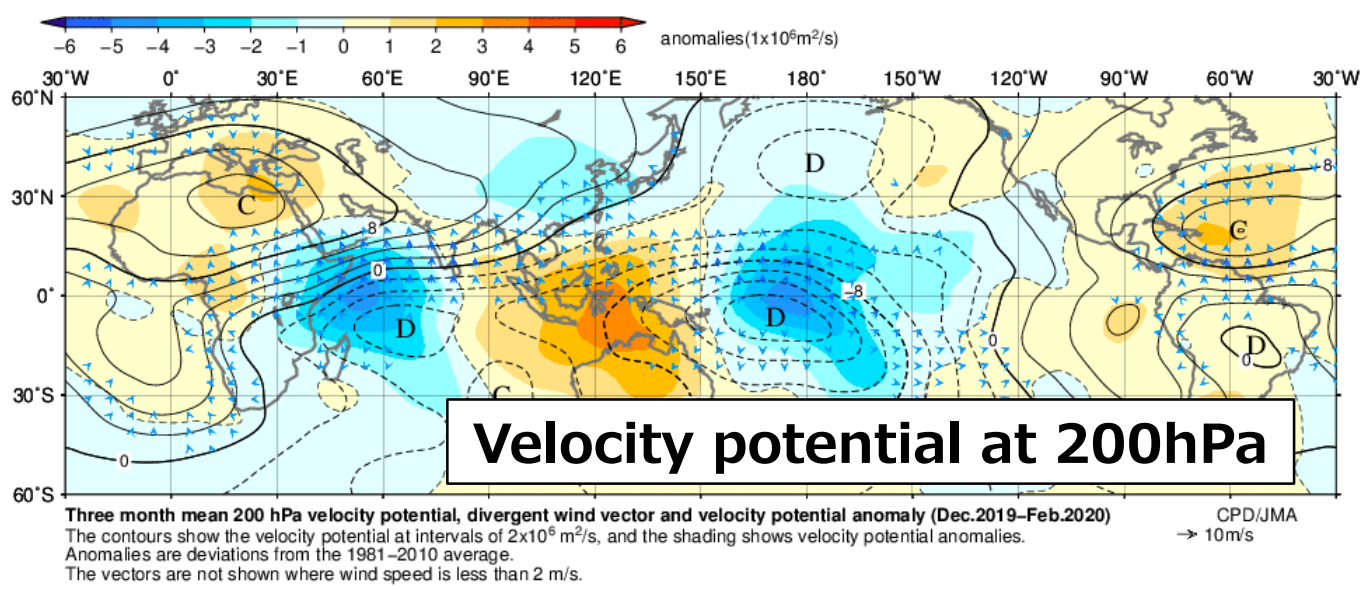 −6 −5 −4 −3 −2 −1 0 1 2 3 4 5 6 anomalies(1x10⁶m²/s)
30°W 0° 30°E 60°E 90°E 120°E 150°E 180° 150°W 120°W 90°W 60°W 30°W
60°N
D
8
30°N
C
C
8
0
0°
−8
D
D
0
D
0
30°S
C
0
Velocity potential at 200hPa
60°S
Three month mean 200 hPa velocity potential, divergent wind vector and velocity potential anomaly (Dec.2019−Feb.2020) CPD/JMA
The contours show the velocity potential at intervals of 2x10⁶ m²/s, and the shading shows velocity potential anomalies. 10m/s
Anomalies are deviations from the 1981−2010 average.
The vectors are not shown where wind speed is less than 2 m/s.